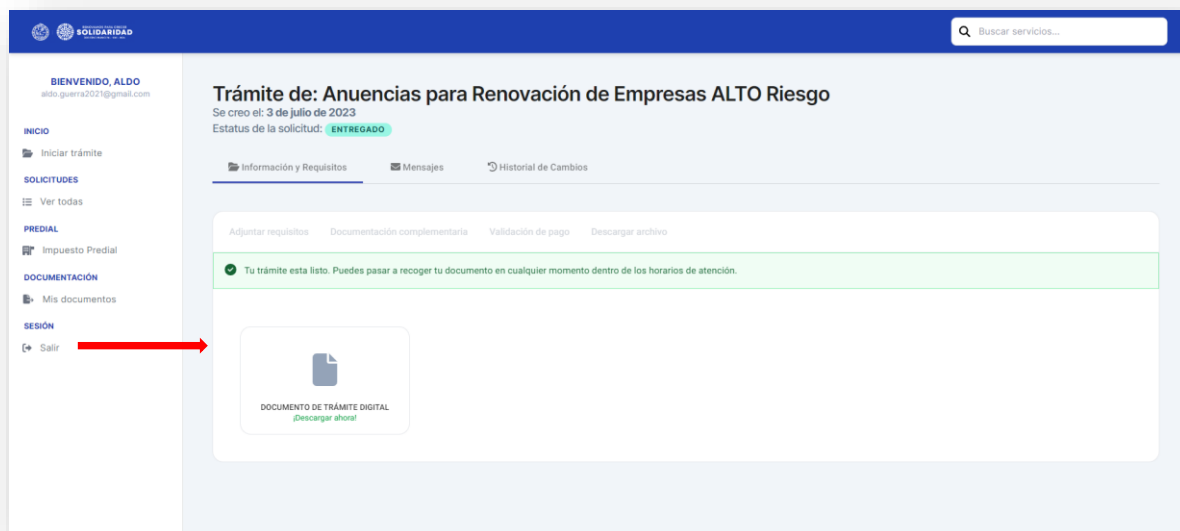 SOLIDARIDAD
Buscar servicios...
BIENVENIDO, ALDO
aldo.guerra2021@gmail.com
INICIO
Iniciar trámite
SOLICITUDES
Ver todas
PREDIAL
Impuesto Predial
DOCUMENTACIÓN
Mis documentos
SESIÓN
Salir
Trámite de: Anuencias para Renovación de Empresas ALTO Riesgo
Se creo el: 3 de julio de 2023
Estatus de la solicitud: ENTREGADO
Información y Requisitos Mensajes Historial de Cambios
Adjuntar requisitos Documentación complementaria Validación de pago Descargar archivo
Tu trámite esta listo. Puedes pasar a recoger tu documento en cualquier momento dentro de los horarios de atención.
DOCUMENTO DE TRÁMITE DIGITAL
¡Descargar ahora!